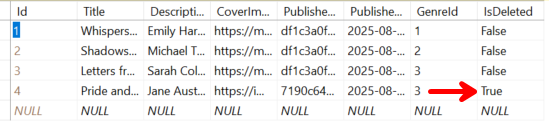 Id Title Descripti... CoverIm... Publishe... Publishe... GenreId IsDeleted
1 Whispers... Emily Har... https://m... df1c3a0f... 2025-08-... 1 False
2 Shadows... Michael T... https://m... df1c3a0f... 2025-08-... 2 False
3 Letters fr... Sarah Col... https://m... df1c3a0f... 2025-08-... 3 False
4 Pride and... Jane Aust... https://i... 7190c64... 2025-08-... 3 True
NULL NULL NULL NULL NULL NULL NULL NULL